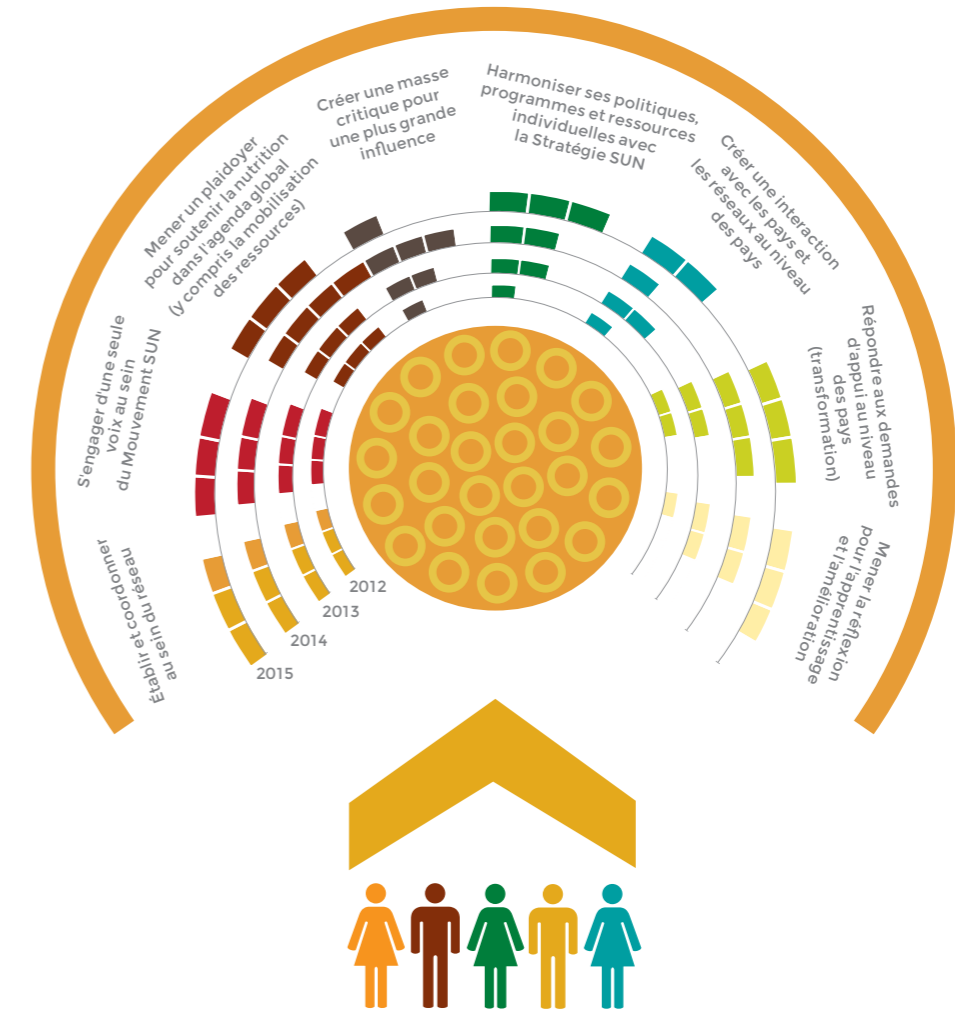 Établir et coordonner
au sein du réseau
S'engager d'une seule
voix au sein
du Mouvement SUN
Mener un plaidoyer
pour soutenir la nutrition
dans l'agenda global
(y compris la mobilisation
des ressources)
Créer une masse
critique pour
une plus grande
influence
Harmoniser ses politiques,
programmes et ressources
individuelles avec
la Stratégie SUN
Créer une interaction
avec les pays et
les réseaux au niveau
des pays
Répondre aux demandes
d'appui au niveau
des pays
(transformation)
Mener la réflexion
pour l'apprentissage
et l'amélioration
2012
2013
2014
2015